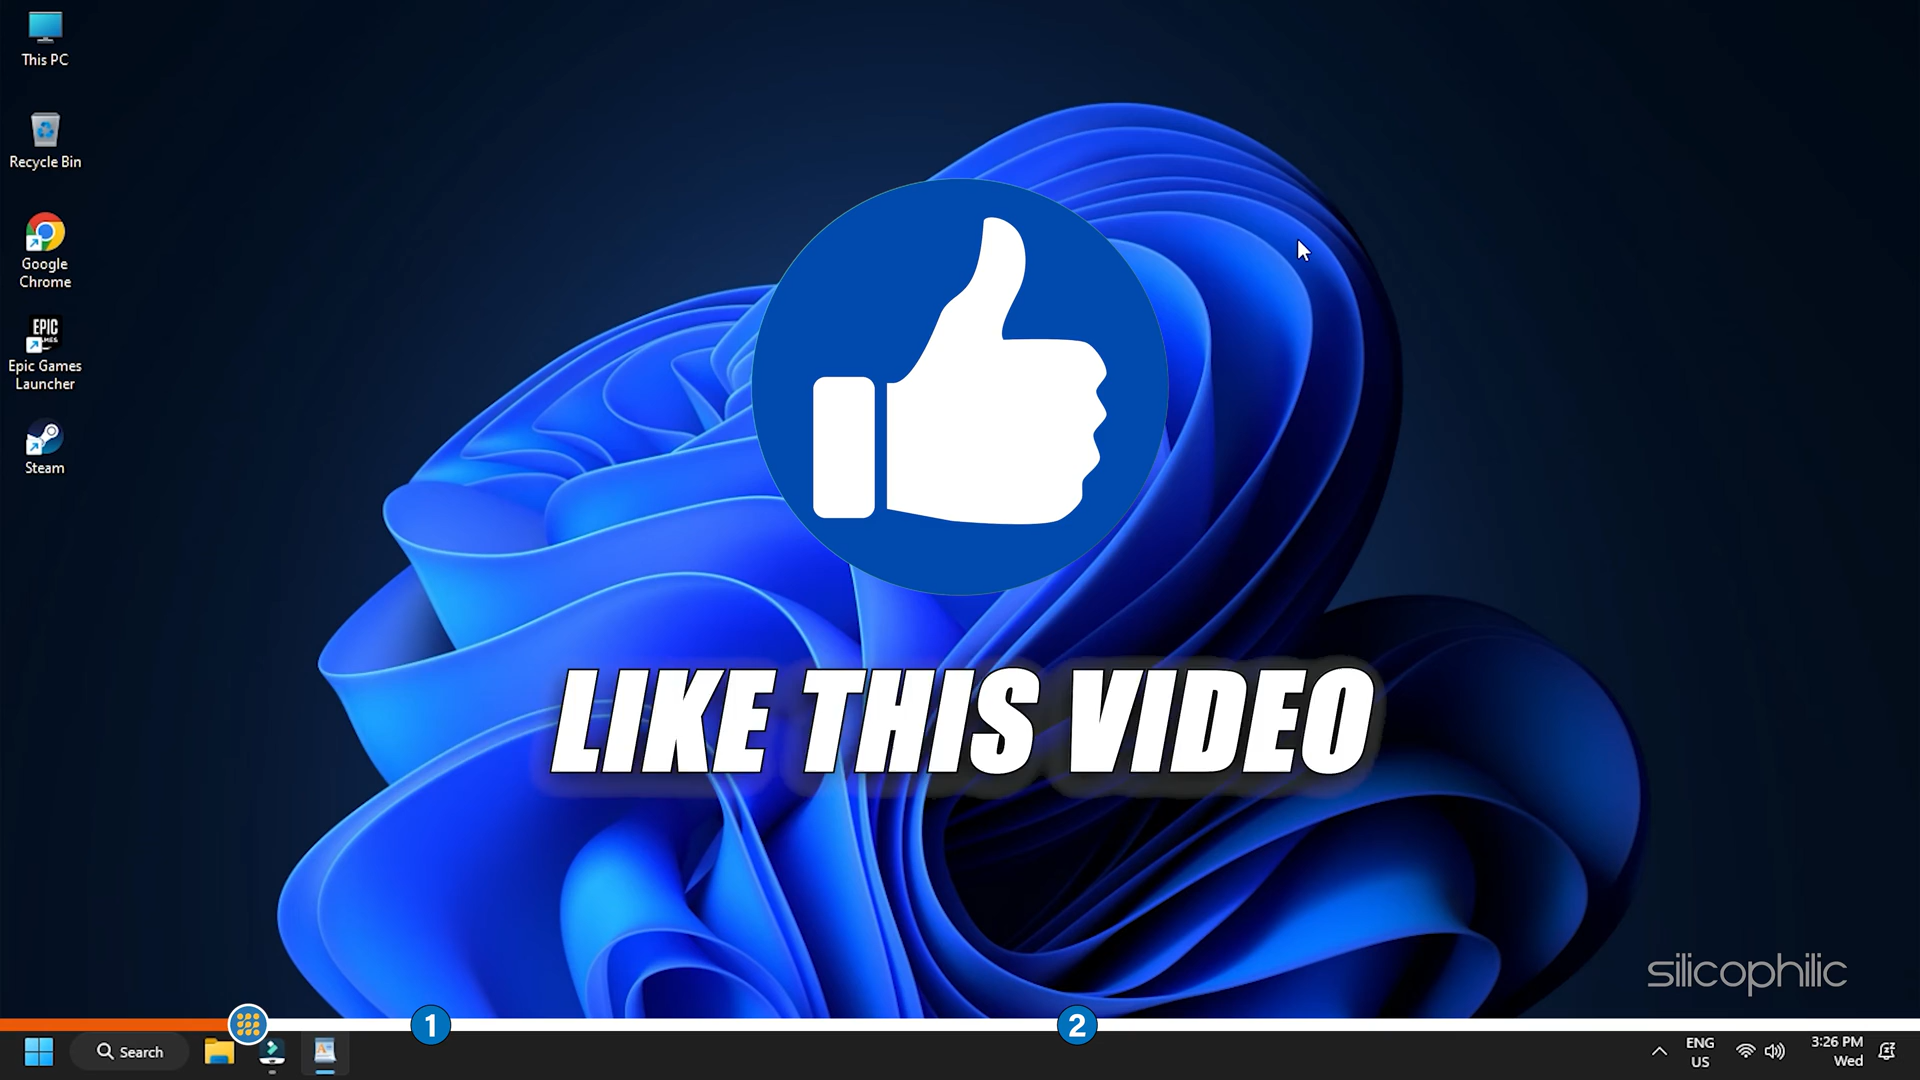 This PC
Recycle Bin
Google
Chrome
EPIC
Epic Games
Launcher
Steam
LIKE THIS VIDEO
silicophilic
1
2
Search
ENG
US
3:26 PM
Wed